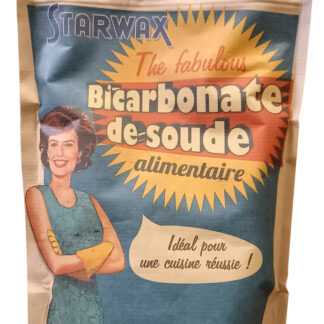 STARWAX
The fabulous
Bicarbonate
de soude
alimentaire
Idéal pour
une cuisine réussie !